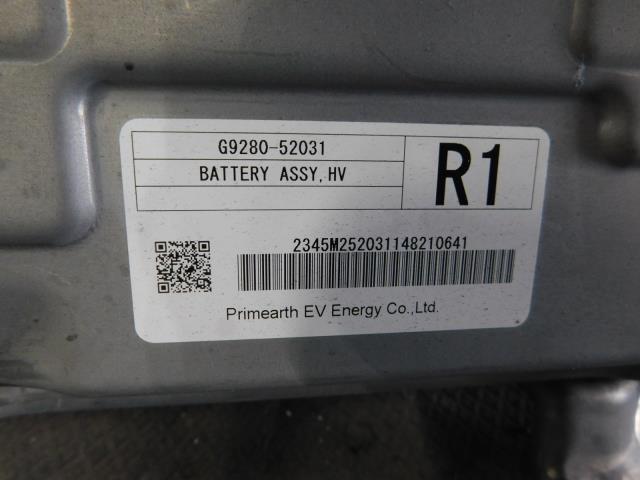 G9280-52031
BATTERY ASSY,HV
R1
2345M252031148210641
Primearth EV Energy Co.,Ltd.